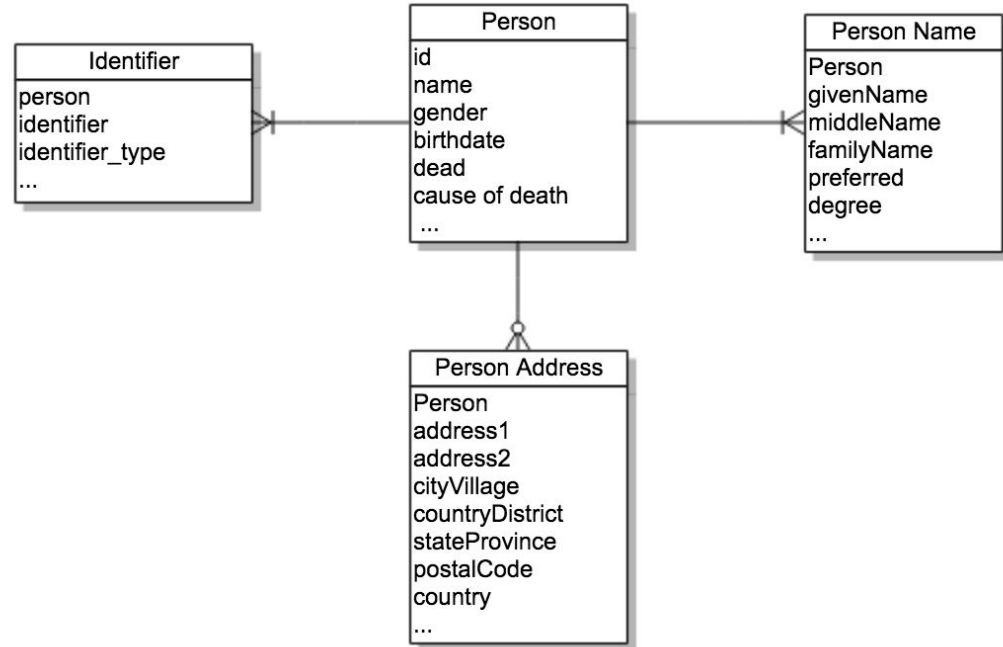 Identifier
person
identifier
identifier_type
...
Person
id
name
gender
birthdate
dead
cause of death
...
Person Name
Person
givenName
middleName
familyName
preferred
degree
...
Person Address
Person
address1
address2
cityVillage
countryDistrict
stateProvince
postalCode
country
...